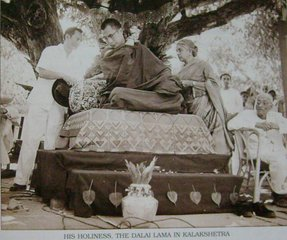 HIS HOLINESS, THE DALAI LAMA IN KALAKSHETRA